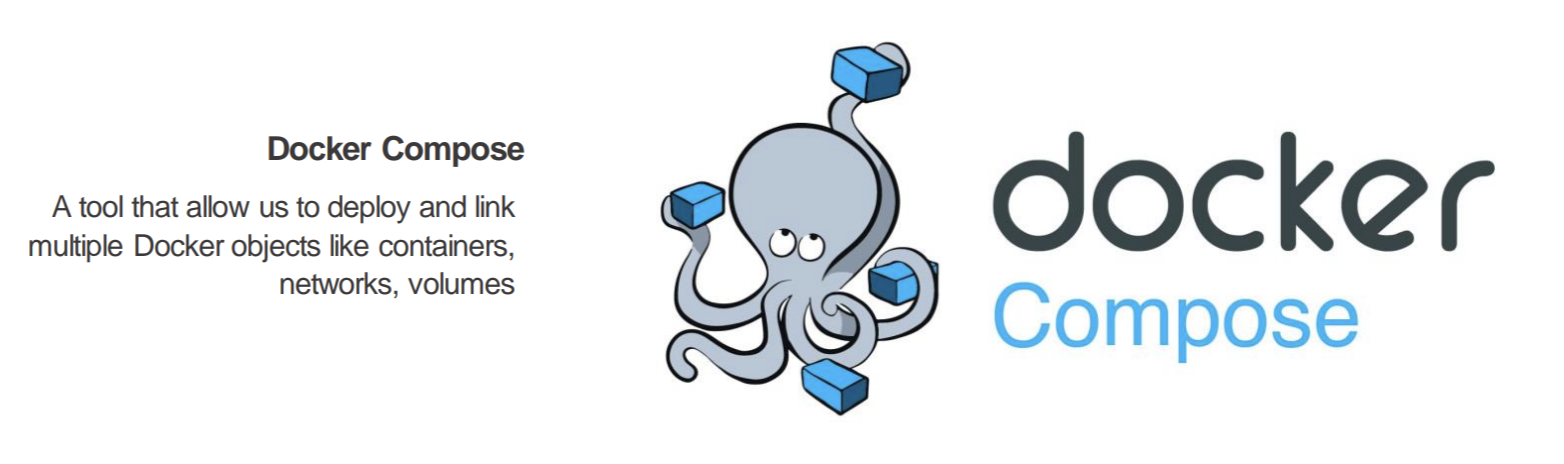 Docker Compose
A tool that allow us to deploy and link
multiple Docker objects like containers,
networks, volumes
docker
Compose